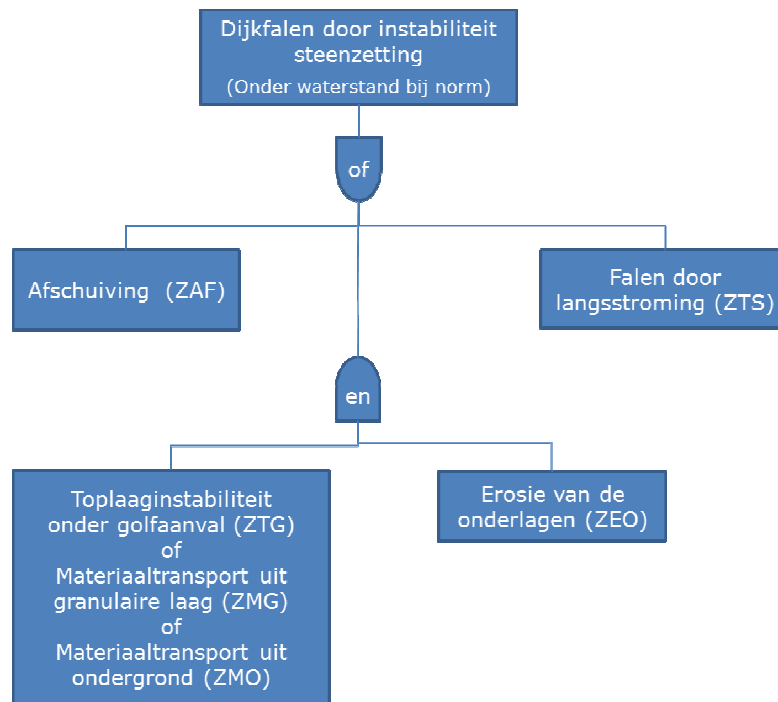 Dijkfalen door instabiliteit
steenzetting
(Onder waterstand bij norm)
of
Afschuiving (ZAF)
Falen door
langsstroming (ZTS)
en
Toplaaginstabiliteit
onder golfaanval (ZTG)
of
Materiaaltransport uit
granulaire laag (ZMG)
of
Materiaaltransport uit
ondergrond (ZMO)
Erosie van de
onderlagen (ZEO)